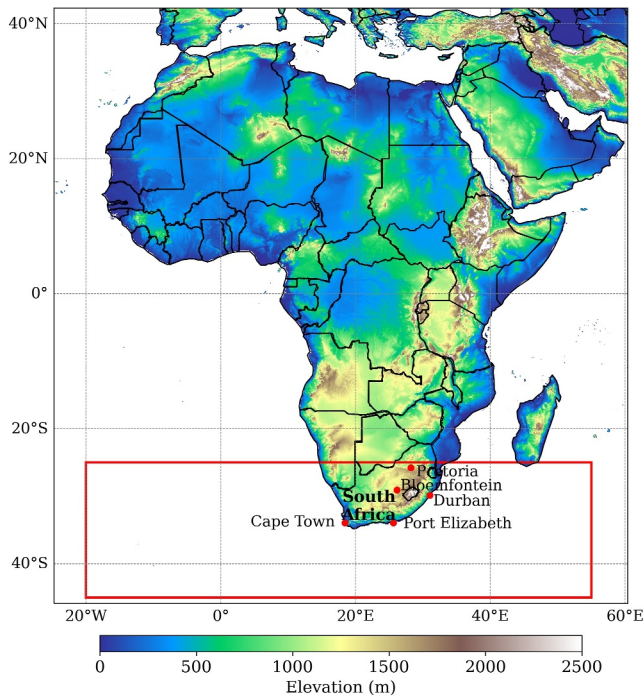 40°N
20°N
0°
20°S
Pretoria
Bloemfontein
South
Durban
Africa
Cape Town
Port Elizabeth
40°S
20°W
0°
20°E
40°E
60°E
0
500
1000
1500
2000
2500
Elevation (m)